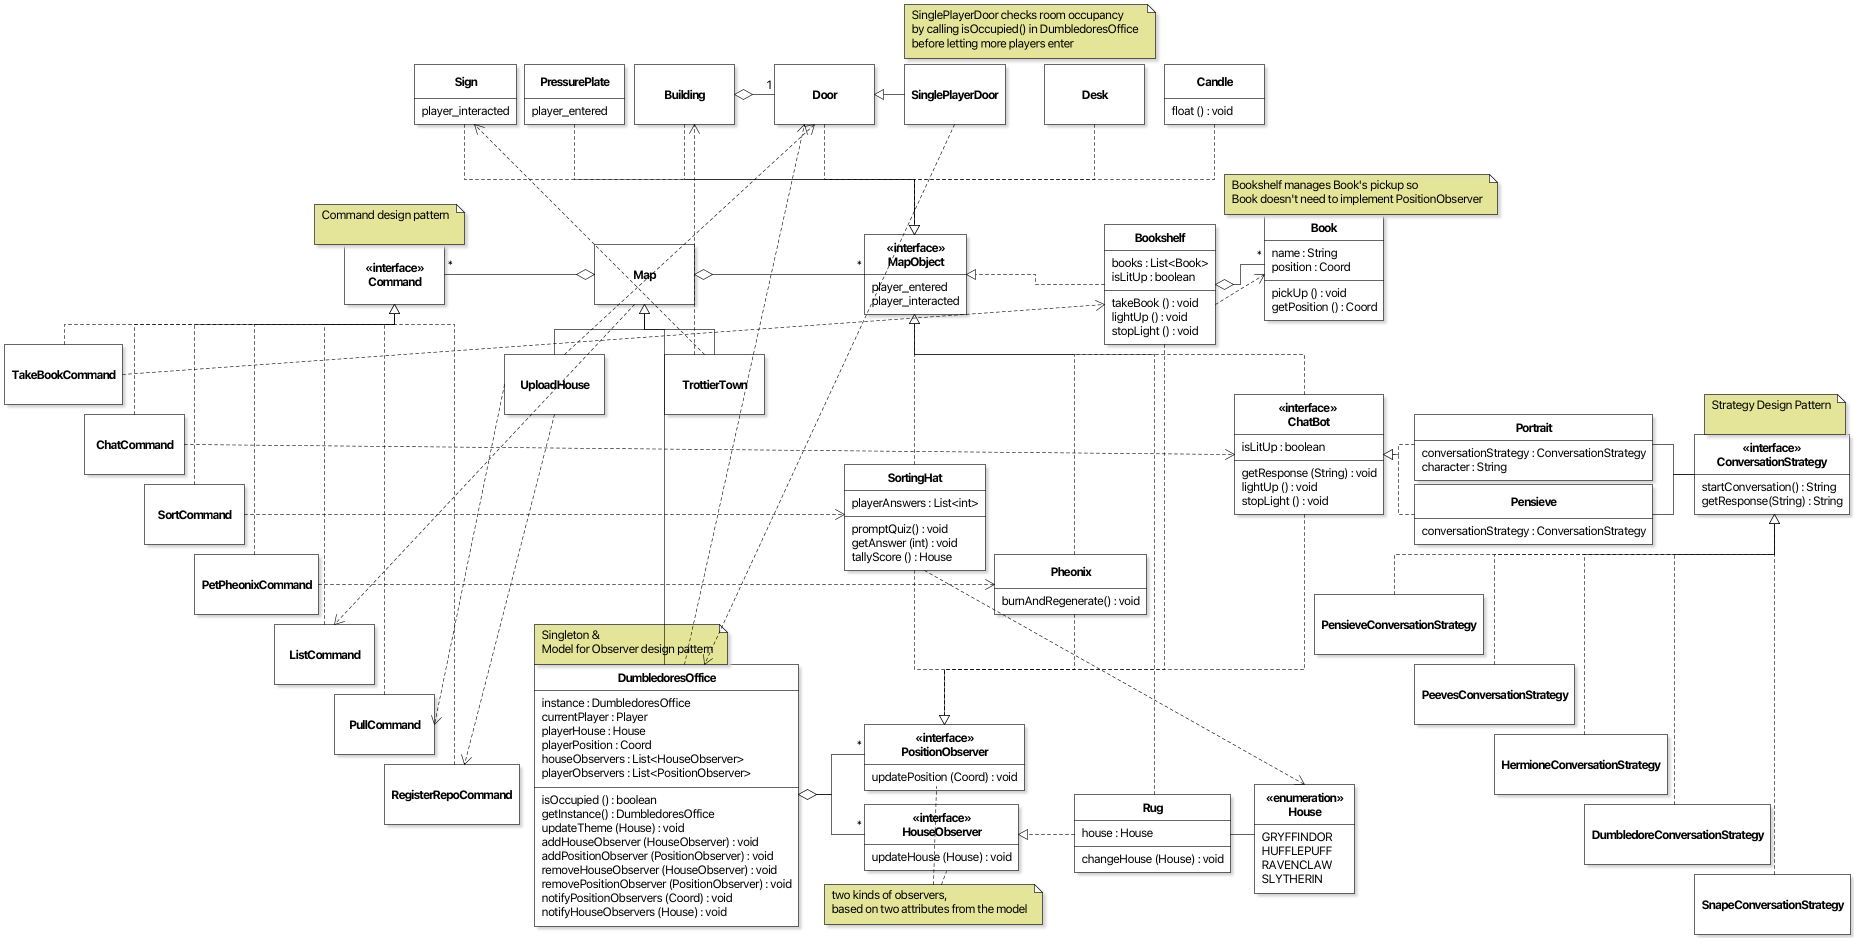 SinglePlayerDoor checks room occupancy
by calling isOccupied() in DumbledoresOffice
before letting more players enter
Sign
player_interacted
PressurePlate
player_entered
Building
1
Door
SinglePlayerDoor
Desk
Candle
float () : void
Bookshelf manages Book's pickup so
Book doesn't need to implement PositionObserver
Command design pattern
«interface»
Command
*
Map
*
«interface»
MapObject
player_entered
player_interacted
Bookshelf
books : List<Book>
isLitUp : boolean
takeBook () : void
lightUp () : void
stopLight () : void
*
Book
name : String
position : Coord
pickUp () : void
getPosition () : Coord
TakeBookCommand
UploadHouse
TrottierTown
ChatCommand
«interface»
ChatBot
isLitUp : boolean
getResponse (String) : void
lightUp () : void
stopLight () : void
Portrait
conversationStrategy : ConversationStrategy
character : String
Pensieve
conversationStrategy : ConversationStrategy
Strategy Design Pattern
«interface»
ConversationStrategy
startConversation() : String
getResponse(String) : String
SortCommand
SortingHat
playerAnswers : List<int>
promptQuiz() : void
getAnswer (int) : void
tallyScore () : House
PetPheonixCommand
Pheonix
burnAndRegenerate() : void
PensieveConversationStrategy
ListCommand
Singleton &
Model for Observer design pattern
PeevesConversationStrategy
PullCommand
DumbledoresOffice
instance : DumbledoresOffice
currentPlayer : Player
playerHouse : House
playerPosition : Coord
houseObservers : List<HouseObserver>
playerObservers : List<PositionObserver>
isOccupied () : boolean
getInstance() : DumbledoresOffice
updateTheme (House) : void
addHouseObserver (HouseObserver) : void
addPositionObserver (PositionObserver) : void
removeHouseObserver (HouseObserver) : void
removePositionObserver (PositionObserver) : void
notifyPositionObservers (Coord) : void
notifyHouseObservers (House) : void
*
«interface»
PositionObserver
updatePosition (Coord) : void
HermioneConversationStrategy
RegisterRepoCommand
*
«interface»
HouseObserver
updateHouse (House) : void
Rug
house : House
changeHouse (House) : void
«enumeration»
House
GRYFFINDOR
HUFFLEPUFF
RAVENCLAW
SLYTHERIN
DumbledoreConversationStrategy
two kinds of observers,
based on two attributes from the model
SnapeConversationStrategy